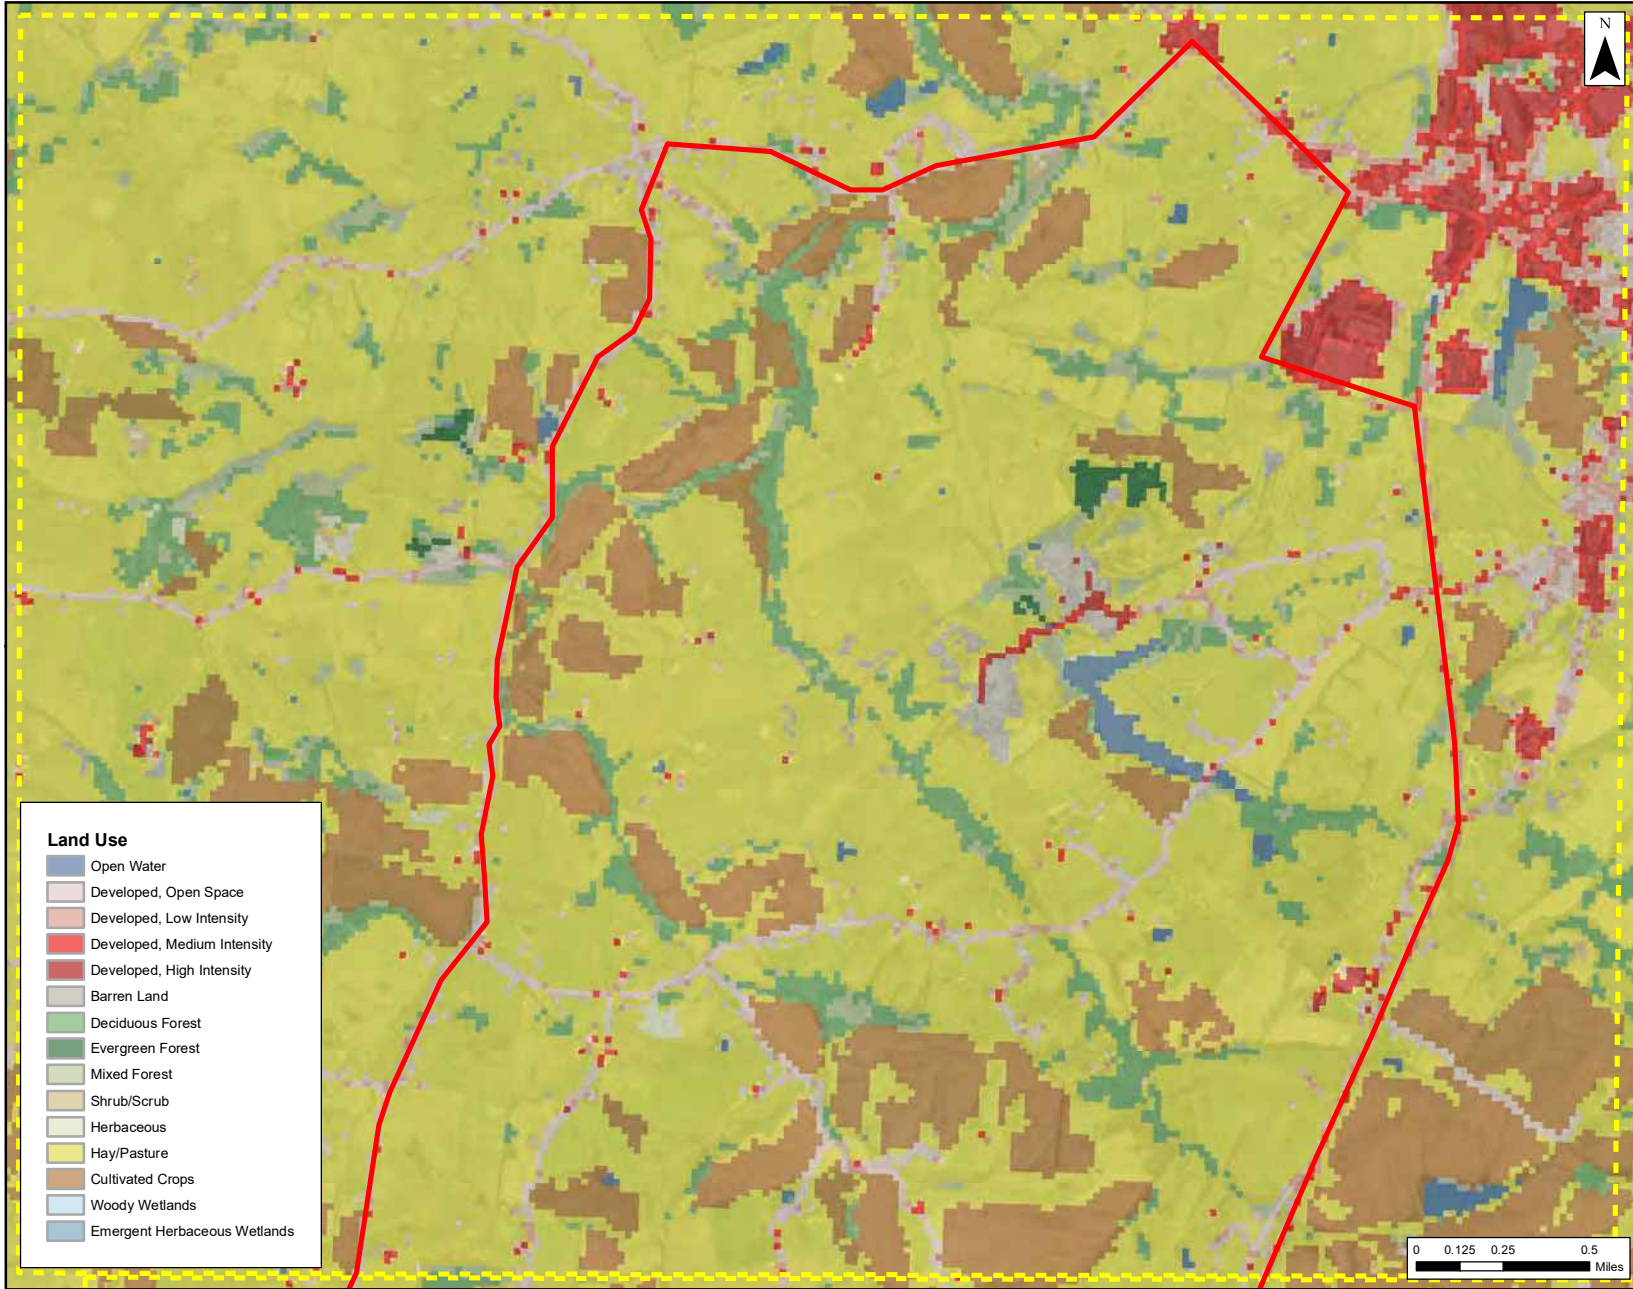 N
Land Use
Open Water
Developed, Open Space
Developed, Low Intensity
Developed, Medium Intensity
Developed, High Intensity
Barren Land
Deciduous Forest
Evergreen Forest
Mixed Forest
Shrub/Scrub
Herbaceous
Hay/Pasture
Cultivated Crops
Woody Wetlands
Emergent Herbaceous Wetlands
0 0.125 0.25 0.5
Miles